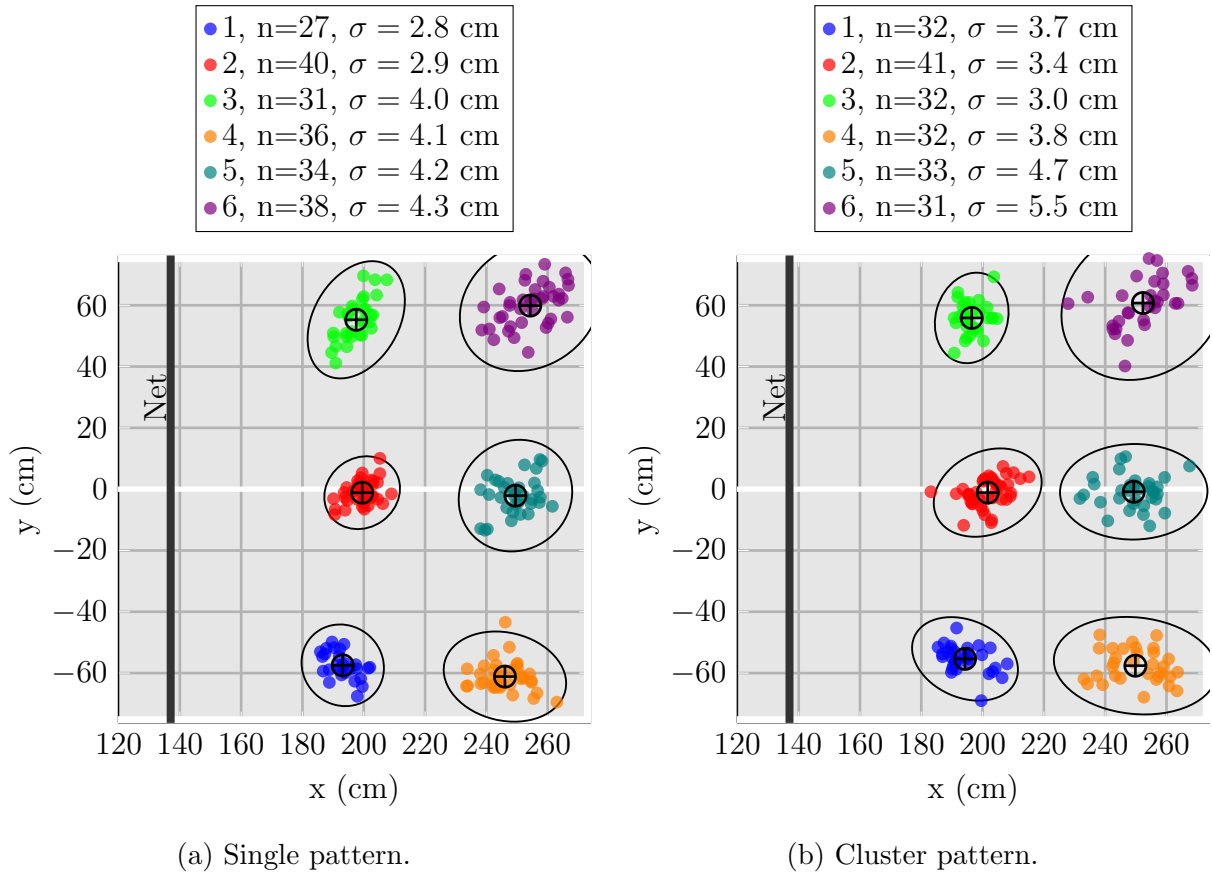 1, n=27, σ = 2.8 cm
2, n=40, σ = 2.9 cm
3, n=31, σ = 4.0 cm
4, n=36, σ = 4.1 cm
5, n=34, σ = 4.2 cm
6, n=38, σ = 4.3 cm
60
40
20
0
−20
−40
−60
y (cm)
Net
120 140 160 180 200 220 240 260
x (cm)
(a) Single pattern.
1, n=32, σ = 3.7 cm
2, n=41, σ = 3.4 cm
3, n=32, σ = 3.0 cm
4, n=32, σ = 3.8 cm
5, n=33, σ = 4.7 cm
6, n=31, σ = 5.5 cm
60
40
20
0
−20
−40
−60
y (cm)
Net
120 140 160 180 200 220 240 260
x (cm)
(b) Cluster pattern.